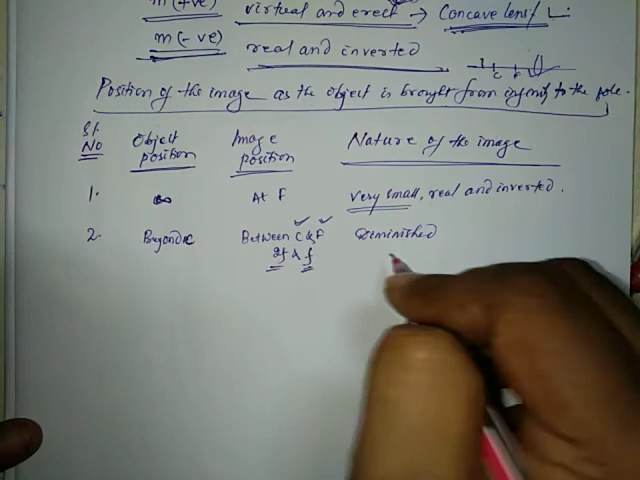 m(+ve) virtual and erect → Concave lens/
m(-ve) real and inverted
C F
Position of the image as the object is brought from infinity to the pole.
Sl. No Object position Image position Nature of the image
1. ∞ At F Very small, real and inverted.
2. Beyond C Between C & F Diminished
2f & f